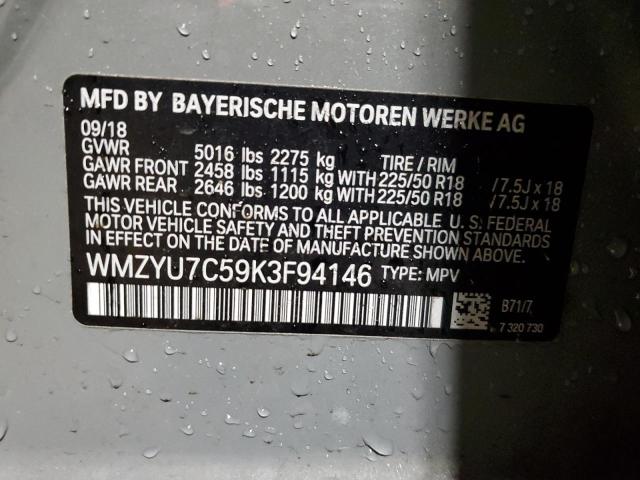 MFD BY BAYERISCHE MOTOREN WERKE AG
09/18
GVWR 5016 lbs 2275 kg TIRE / RIM
GAWR FRONT 2458 lbs 1115 kg WITH 225/50 R18 /7.5J x 18
GAWR REAR 2646 lbs 1200 kg WITH 225/50 R18 /7.5J x 18
THIS VEHICLE CONFORMS TO ALL APPLICABLE U. S. FEDERAL
MOTOR VEHICLE SAFETY AND THEFT PREVENTION
STANDARDS IN EFFECT ON THE DATE OF MANUFACTURE SHOWN ABOVE.
WMZYU7C59K3F94146 TYPE: MPV
B71/7
7 320 730